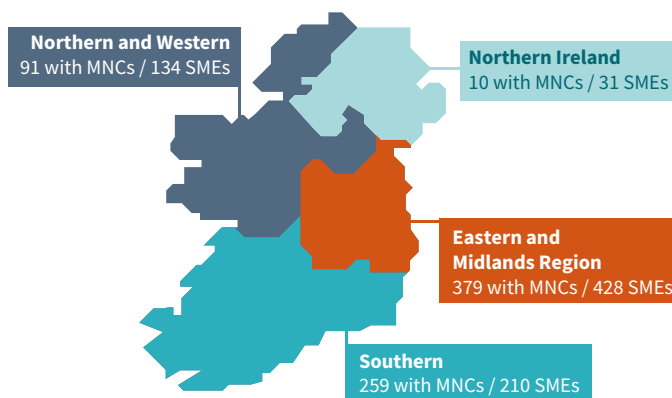 Northern and Western
91 with MNCs / 134 SMEs
Northern Ireland
10 with MNCs / 31 SMEs
Eastern and
Midlands Region
379 with MNCs / 428 SMEs
Southern
259 with MNCs / 210 SMEs